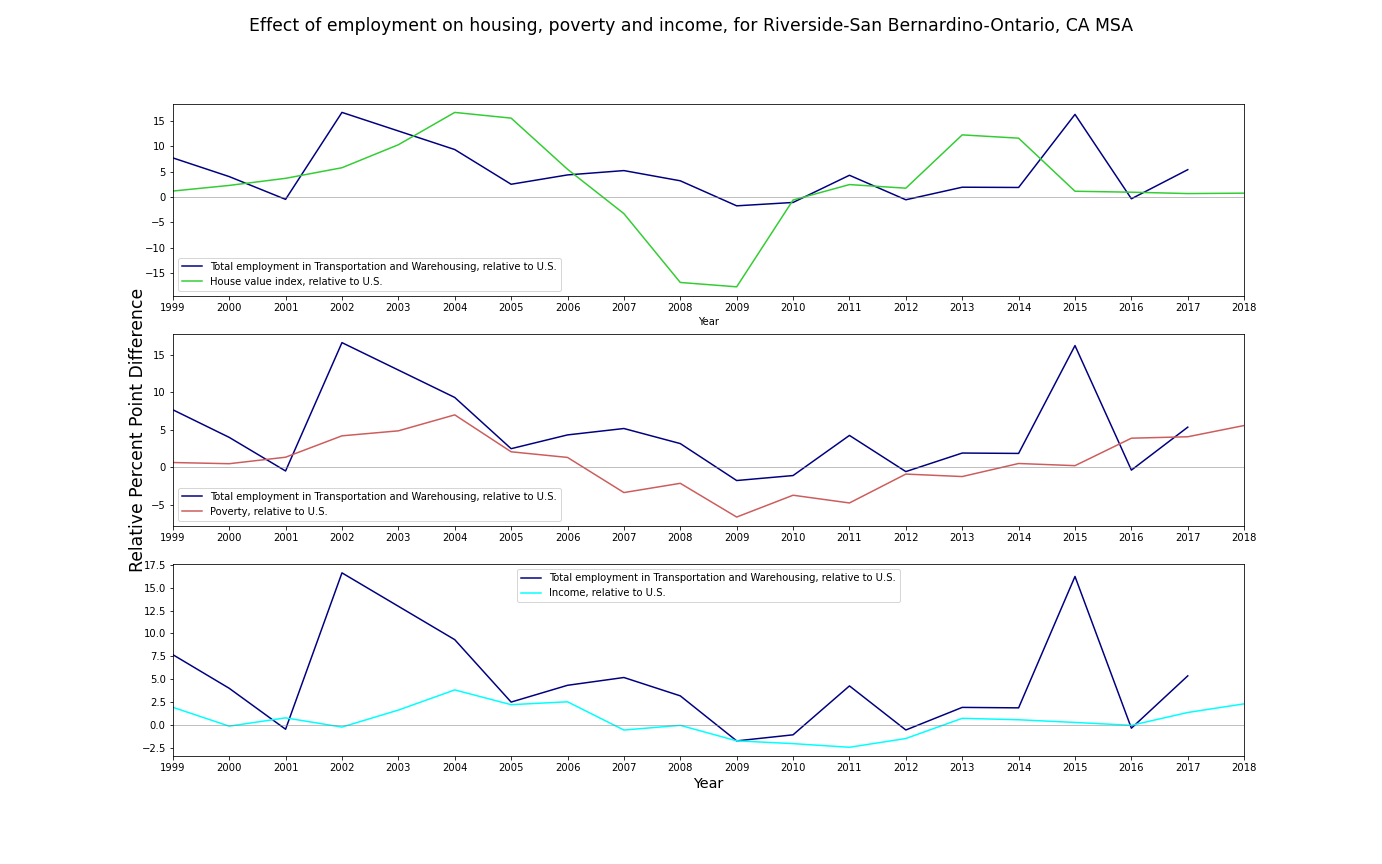 Effect of employment on housing, poverty and income, for Riverside-San Bernardino-Ontario, CA MSA
Relative Percent Point Difference
15
10
5
0
−5
−10
−15
Total employment in Transportation and Warehousing, relative to U.S.
House value index, relative to U.S.
1999 2000 2001 2002 2003 2004 2005 2006 2007 2008 2009 2010 2011 2012 2013 2014 2015 2016 2017 2018
Year
15
10
5
0
−5
Total employment in Transportation and Warehousing, relative to U.S.
Poverty, relative to U.S.
1999 2000 2001 2002 2003 2004 2005 2006 2007 2008 2009 2010 2011 2012 2013 2014 2015 2016 2017 2018
17.5
15.0
12.5
10.0
7.5
5.0
2.5
0.0
−2.5
Total employment in Transportation and Warehousing, relative to U.S.
Income, relative to U.S.
1999 2000 2001 2002 2003 2004 2005 2006 2007 2008 2009 2010 2011 2012 2013 2014 2015 2016 2017 2018
Year